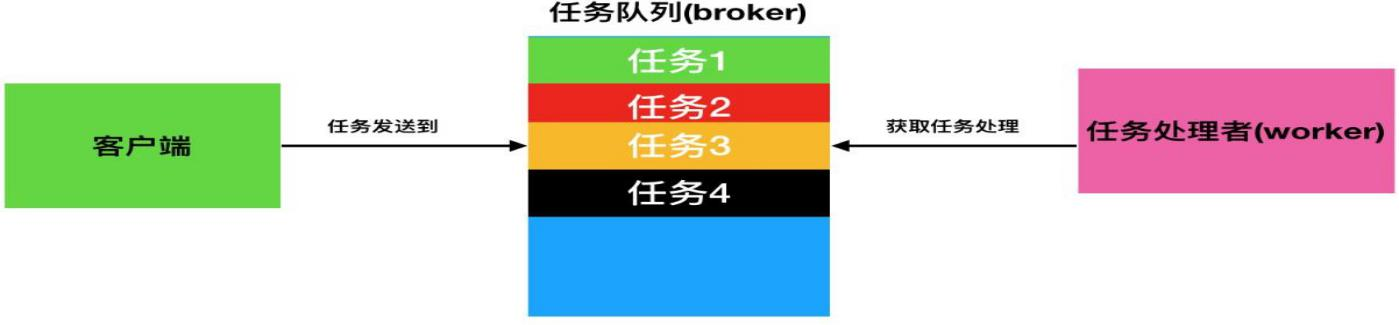 任务队列(broker)
任务1
任务2
任务3
任务4
客户端
任务发送到
获取任务处理
任务处理者(worker)